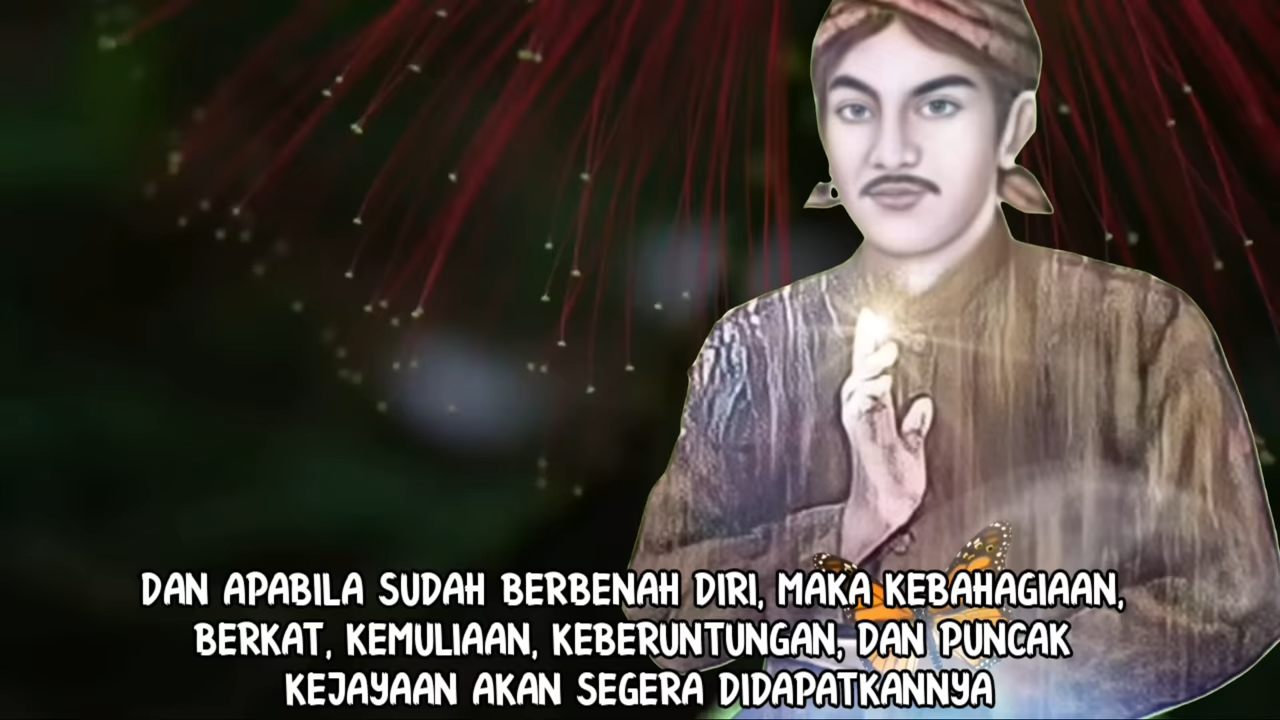 DAN APABILA SUDAH BERBENAH DIRI, MAKA KEBAHAGIAAN,
BERKAT, KEMULIAAN, KEBERUNTUNGAN, DAN PUNCAK
KEJAYAAN AKAN SEGERA DIDAPATKANNYA